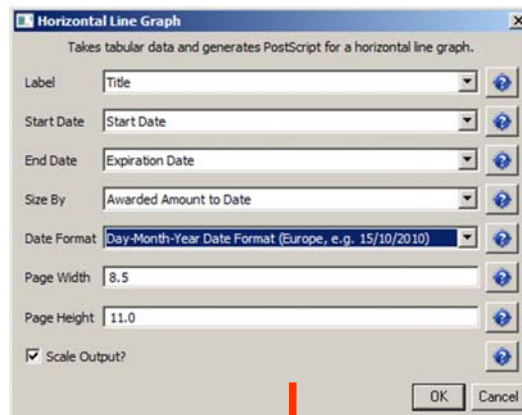 Horizontal Line Graph
Takes tabular data and generates PostScript for a horizontal line graph.
Label Title
Start Date Start Date
End Date Expiration Date
Size By Awarded Amount to Date
Date Format Day-Month-Year Date Format (Europe, e.g. 15/10/2010)
Page Width 8.5
Page Height 11.0
Scale Output?
OK Cancel